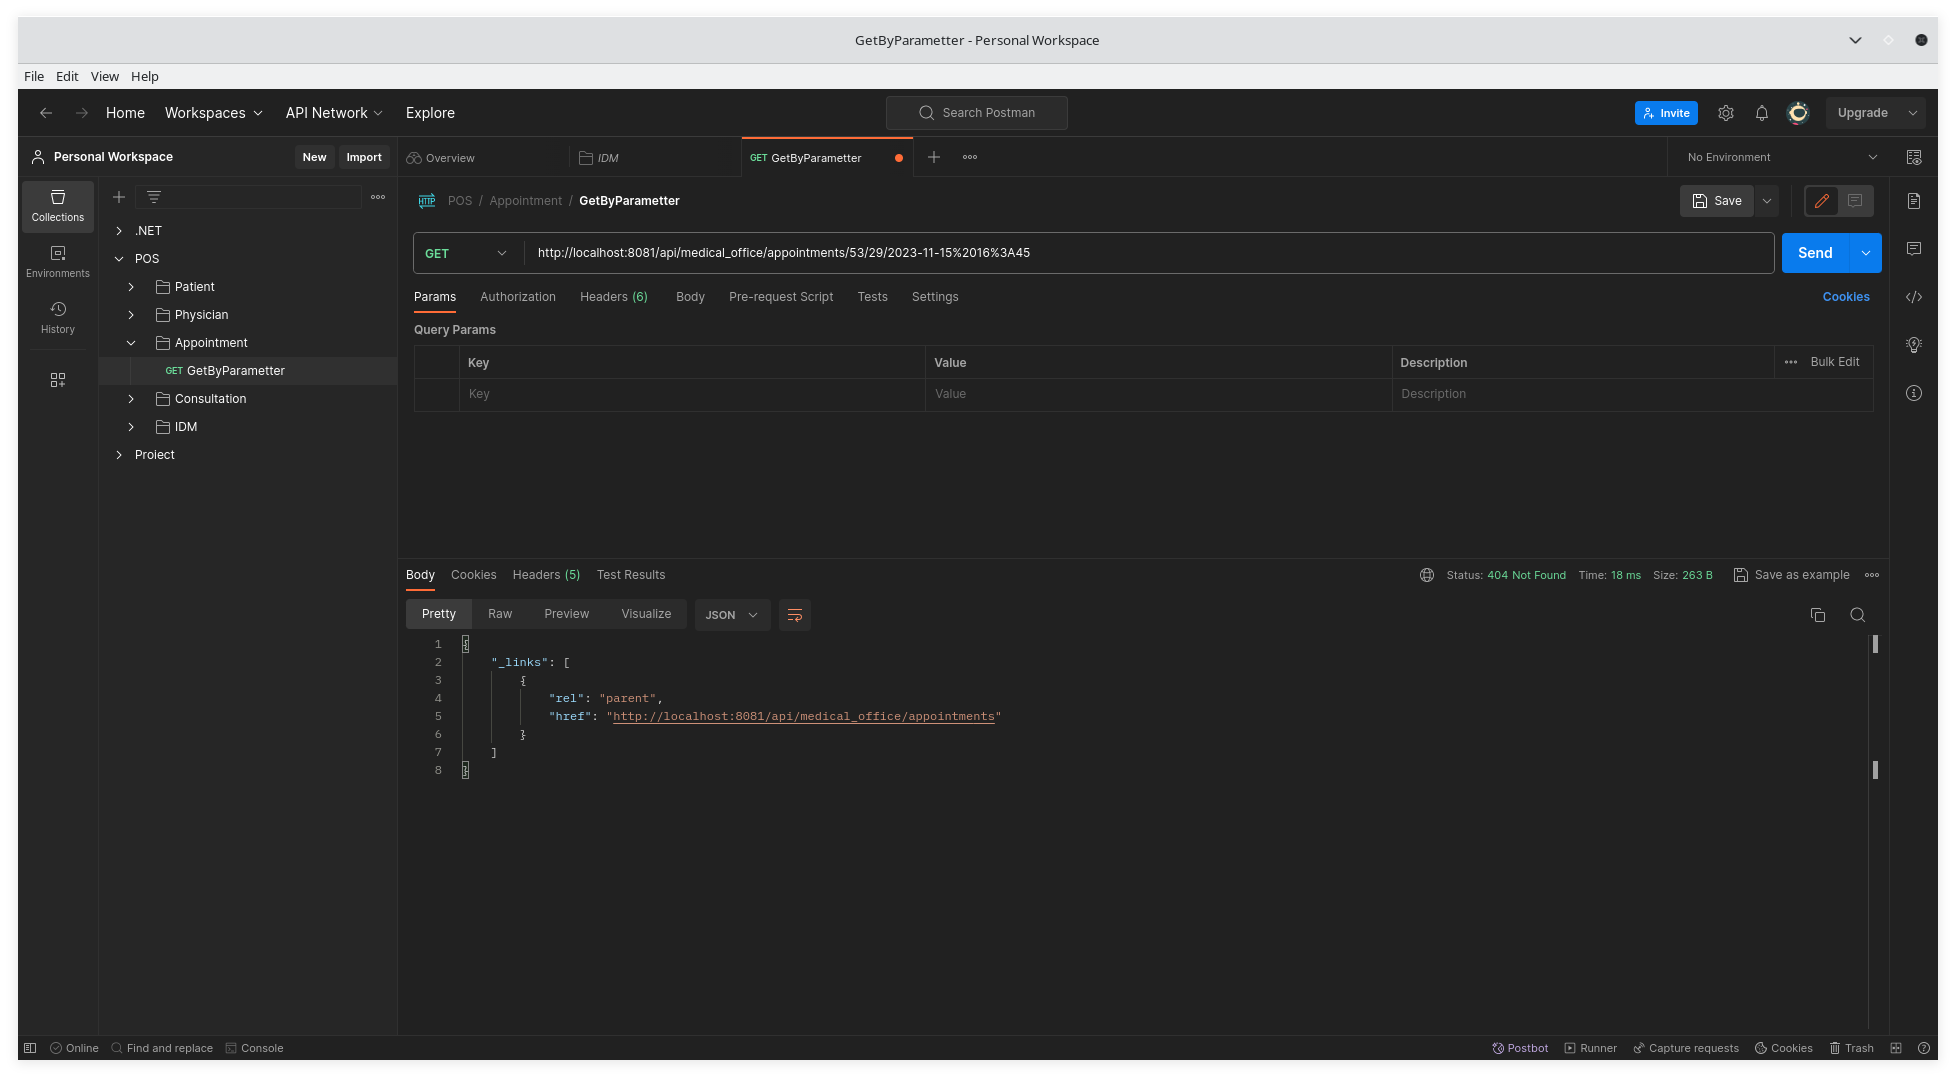 GetByParametter - Personal Workspace
File Edit View Help
Home Workspaces API Network Explore Search Postman Invite Upgrade
Personal Workspace New Import Overview IDM GET GetByParametter No Environment
POS / Appointment / GetByParametter Save
Collections
Environments
History
.NET
POS
Patient
Physician
Appointment
GET GetByParametter
Consultation
IDM
Proiect
GET http://localhost:8081/api/medical_office/appointments/53/29/2023-11-15%2016%3A45 Send
Params Authorization Headers (6) Body Pre-request Script Tests Settings Cookies
Query Params
Key Value Description Bulk Edit
Key Value Description
Body Cookies Headers (5) Test Results Status: 404 Not Found Time: 18 ms Size: 263 B Save as example
Pretty Raw Preview Visualize JSON
1 {
2 "_links": [
3 {
4 "rel": "parent",
5 "href": "http://localhost:8081/api/medical_office/appointments"
6 }
7 ]
8 }
Online Find and replace Console Postbot Runner Capture requests Cookies Trash